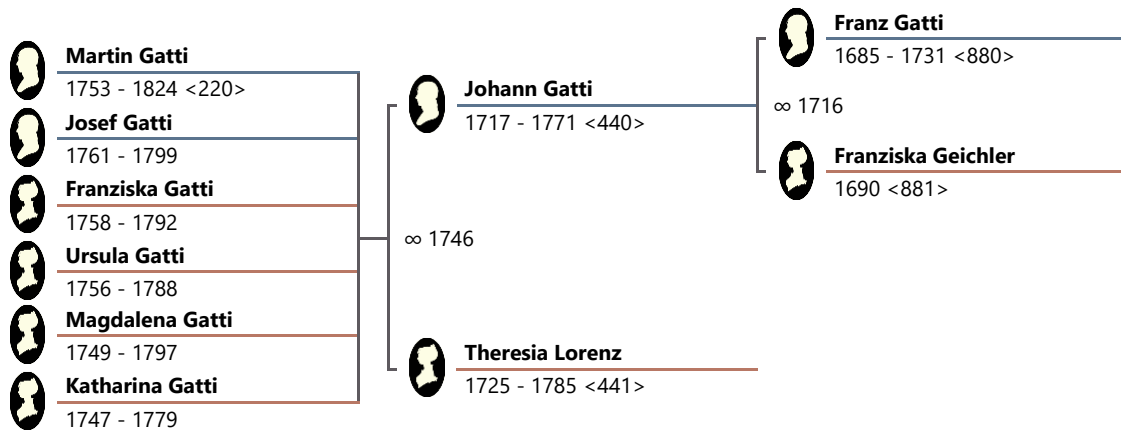 Martin Gatti
1753 - 1824 <220>
Josef Gatti
1761 - 1799
Franziska Gatti
1758 - 1792
Ursula Gatti
1756 - 1788
Magdalena Gatti
1749 - 1797
Katharina Gatti
1747 - 1779
Johann Gatti
1717 - 1771 <440>
∞ 1746
Theresia Lorenz
1725 - 1785 <441>
Franz Gatti
1685 - 1731 <880>
∞ 1716
Franziska Geichler
1690 <881>